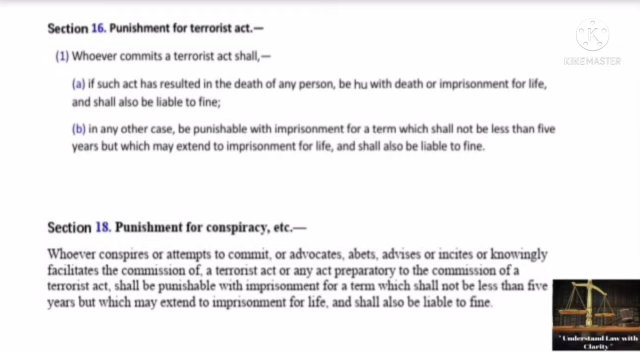 Section 16. Punishment for terrorist act.—
(1) Whoever commits a terrorist act shall,—
(a) if such act has resulted in the death of any person, be hu with death or imprisonment for life,
and shall also be liable to fine;
(b) in any other case, be punishable with imprisonment for a term which shall not be less than five
years but which may extend to imprisonment for life, and shall also be liable to fine.
Section 18. Punishment for conspiracy, etc.—
Whoever conspires or attempts to commit, or advocates, abets, advises or incites or knowingly
facilitates the commission of, a terrorist act or any act preparatory to the commission of a
terrorist act, shall be punishable with imprisonment for a term which shall not be less than five
years but which may extend to imprisonment for life, and shall also be liable to fine.
KINEMASTER
"Understand Law with
Clarity"